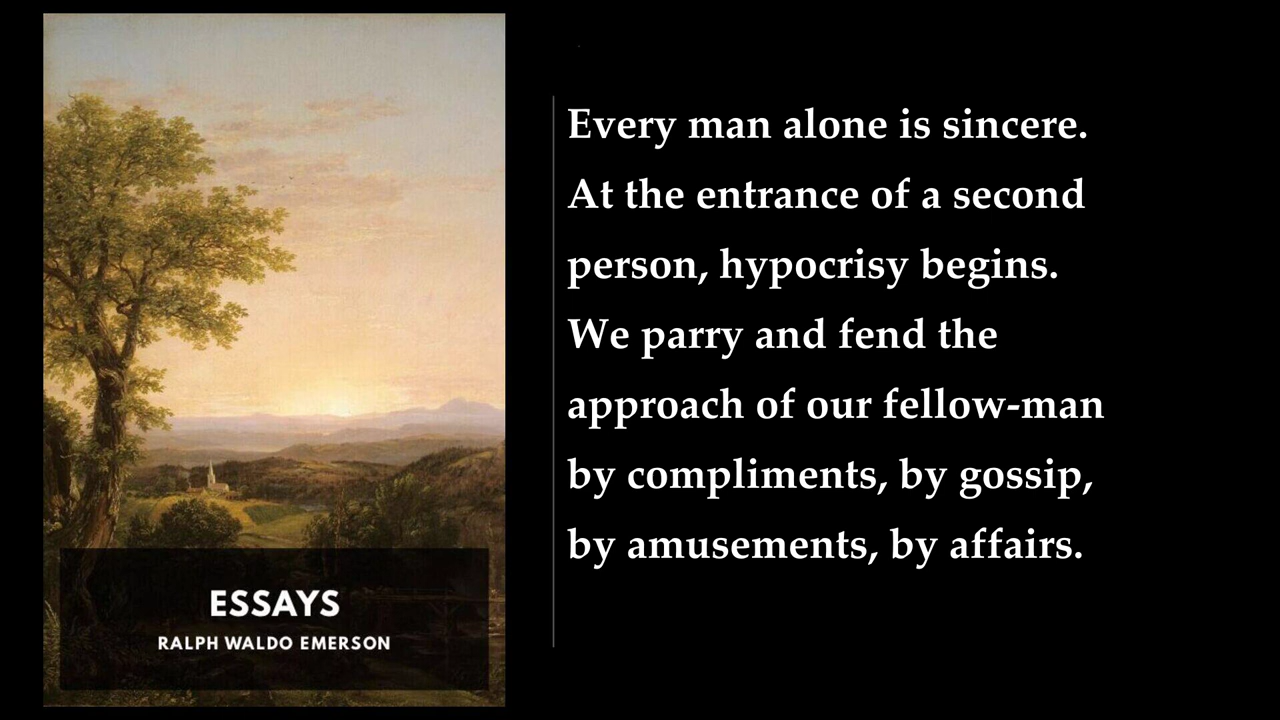 ESSAYS
RALPH WALDO EMERSON
Every man alone is sincere.
At the entrance of a second
person, hypocrisy begins.
We parry and fend the
approach of our fellow-man
by compliments, by gossip,
by amusements, by affairs.